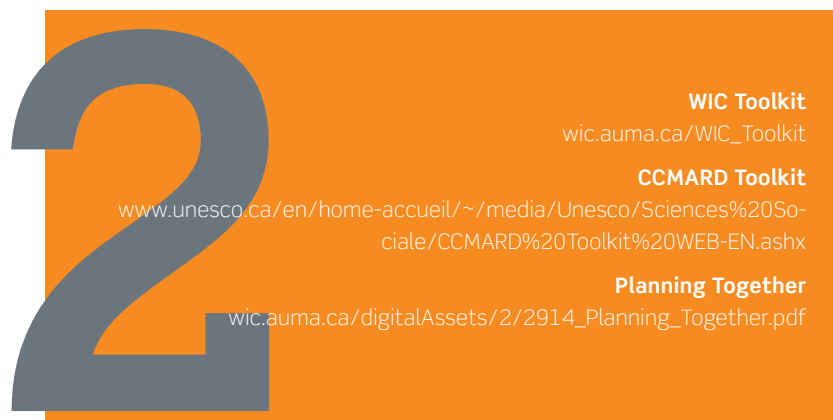 2
WIC Toolkit
wic.auma.ca/WIC_Toolkit
CCMARD Toolkit
www.unesco.ca/en/home-accueil/~/media/Unesco/Sciences%20So-
ciale/CCMARD%20Toolkit%20WEB-EN.ashx
Planning Together
wic.auma.ca/digitalAssets/2/2914_Planning_Together.pdf